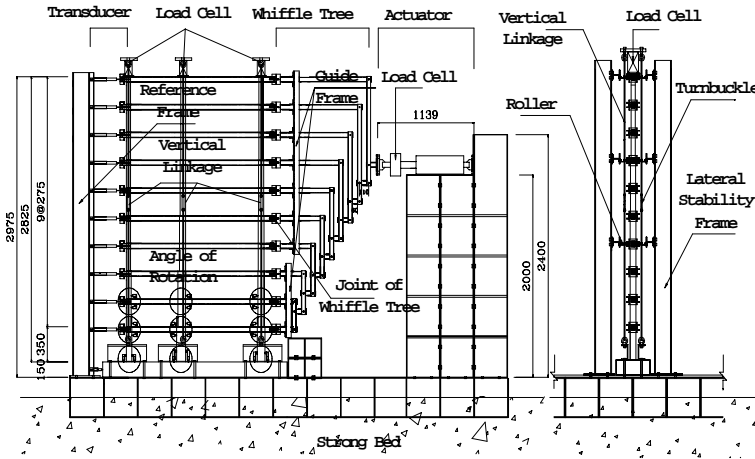 Transducer
Load Cell
Whiffle Tree
Actuator
Vertical
Linkage
Load Cell
Reference
Frame
Guide
Frame
Load Cell
1139
Roller
Turnbuckle
Vertical
Linkage
Lateral
Stability
Frame
2975
2825
9@275
Angle of
Rotation
Joint of
Whiffle Tree
2000
2400
350
150
Strong Bed